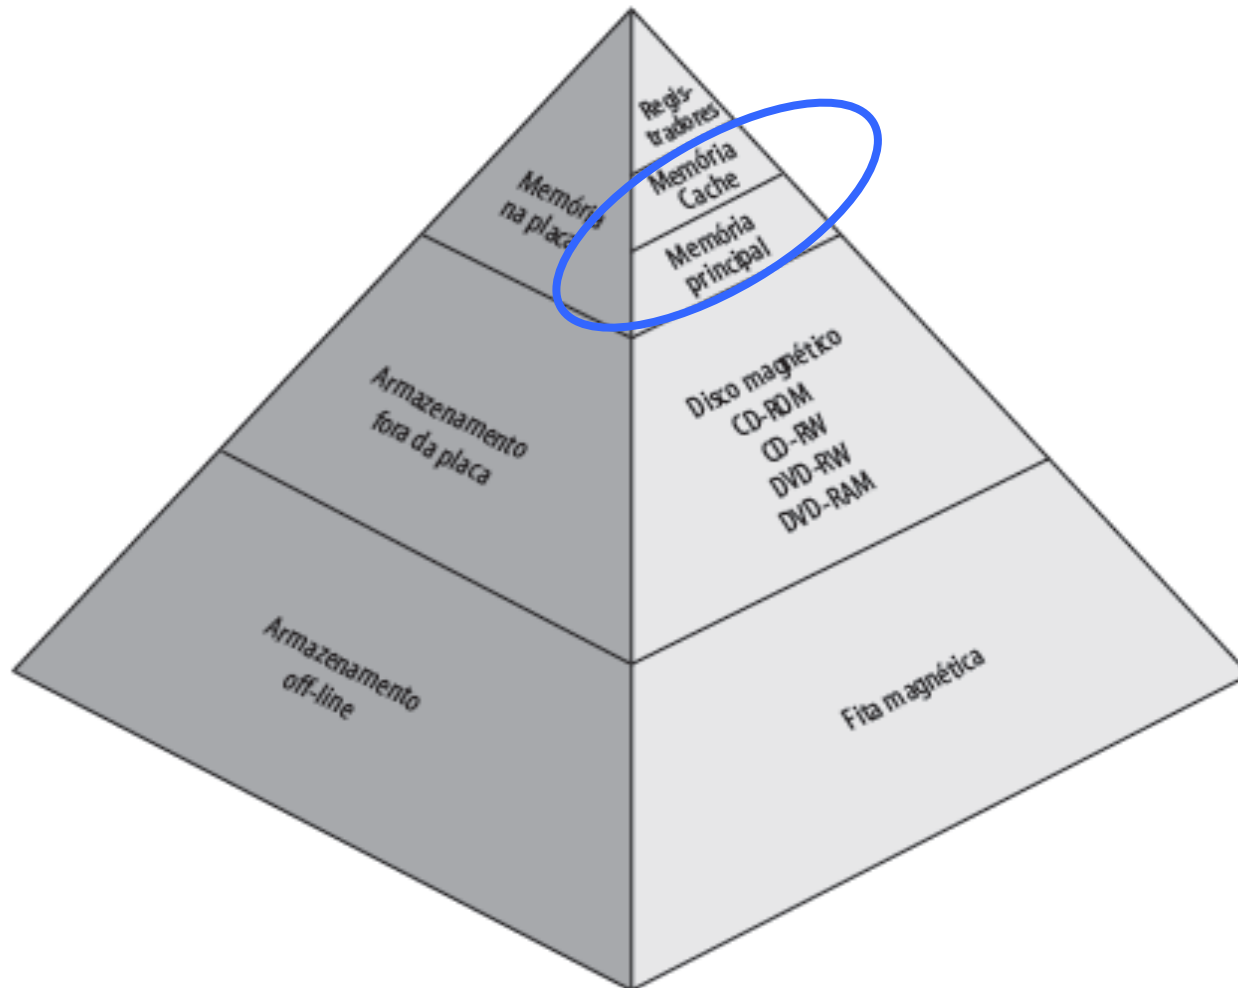 Regis-
tradores
Memória
Cache
Memória
principal
Memória
na placa
Disco magnético
CD-ROM
CD-RW
DVD-RW
DVD-RAM
Armazenamento
fora da placa
Armazenamento
off-line
Fita magnética